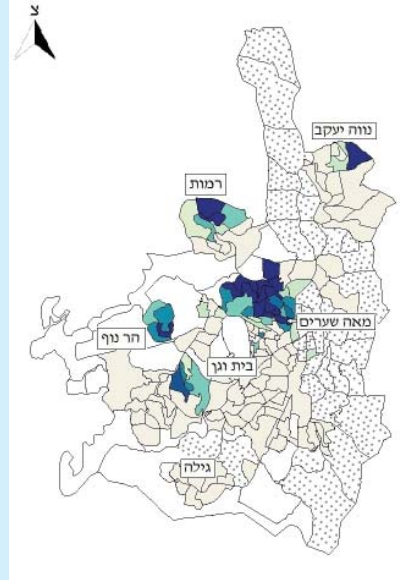 צ
נווה יעקב
רמות
מאה שערים
הר נוף
בית וגן
גילה